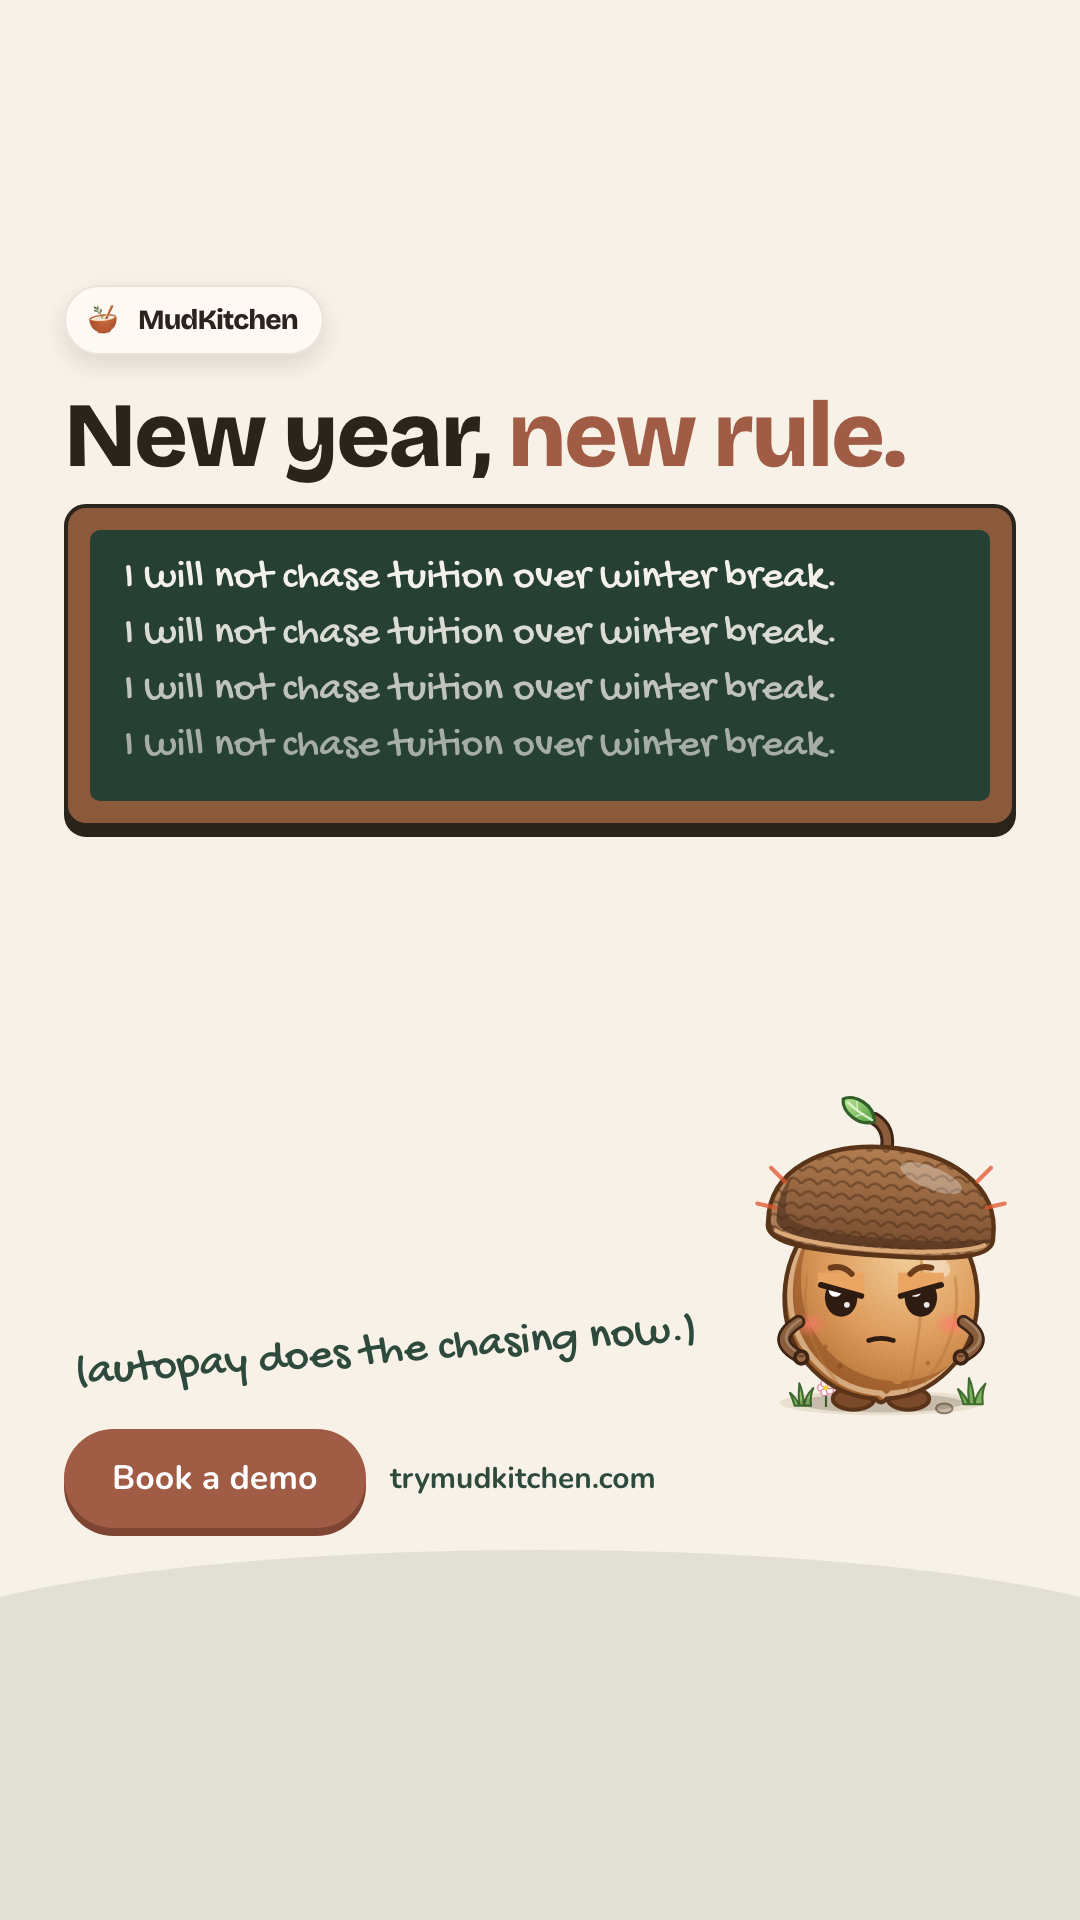 MudKitchen
New year, new rule.
I will not chase tuition over winter break.
I will not chase tuition over winter break.
I will not chase tuition over winter break.
I will not chase tuition over winter break.
(autopay does the chasing now.)
Book a demo
trymudkitchen.com